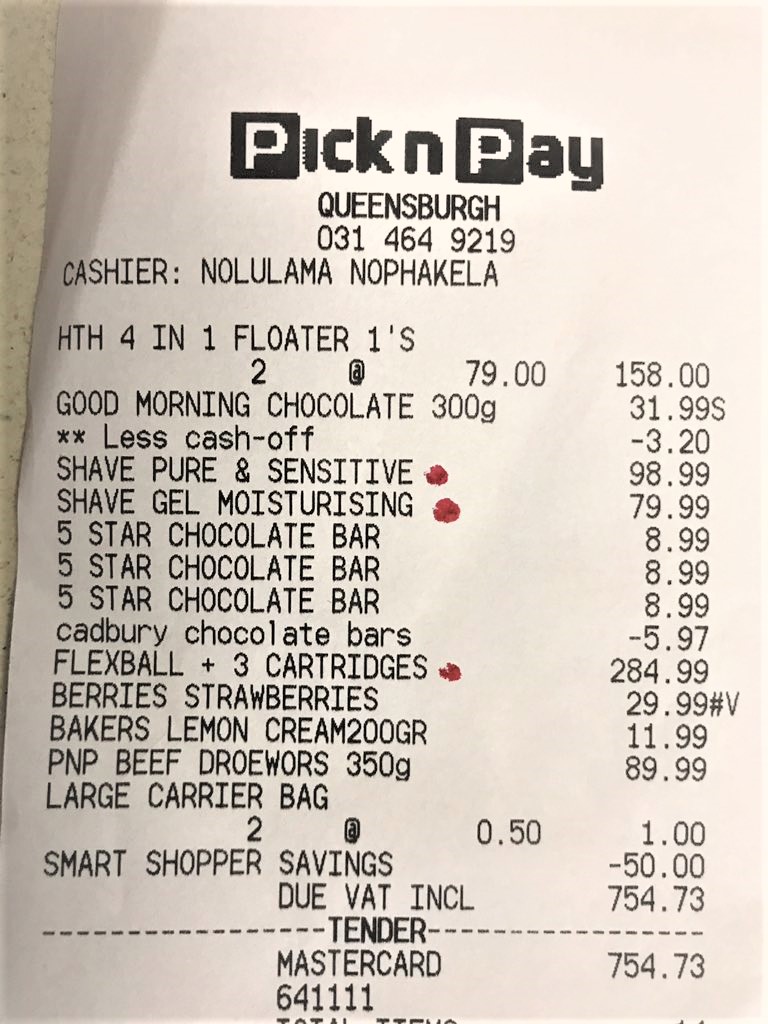 Pick n Pay
QUEENSBURGH
031 464 9219
CASHIER: NOLULAMA NOPHAKELA
HTH 4 IN 1 FLOATER 1'S
2 @ 79.00 158.00
GOOD MORNING CHOCOLATE 300g 31.99S
** Less cash-off -3.20
SHAVE PURE & SENSITIVE 98.99
SHAVE GEL MOISTURISING 79.99
5 STAR CHOCOLATE BAR 8.99
5 STAR CHOCOLATE BAR 8.99
5 STAR CHOCOLATE BAR 8.99
cadbury chocolate bars -5.97
FLEXBALL + 3 CARTRIDGES 284.99
BERRIES STRAWBERRIES 29.99#V
BAKERS LEMON CREAM200GR 11.99
PNP BEEF DROEWORS 350g 89.99
LARGE CARRIER BAG
2 @ 0.50 1.00
SMART SHOPPER SAVINGS -50.00
DUE VAT INCL 754.73
-----------------TENDER-----------------
MASTERCARD 754.73
641111
TOTAL ITEMS